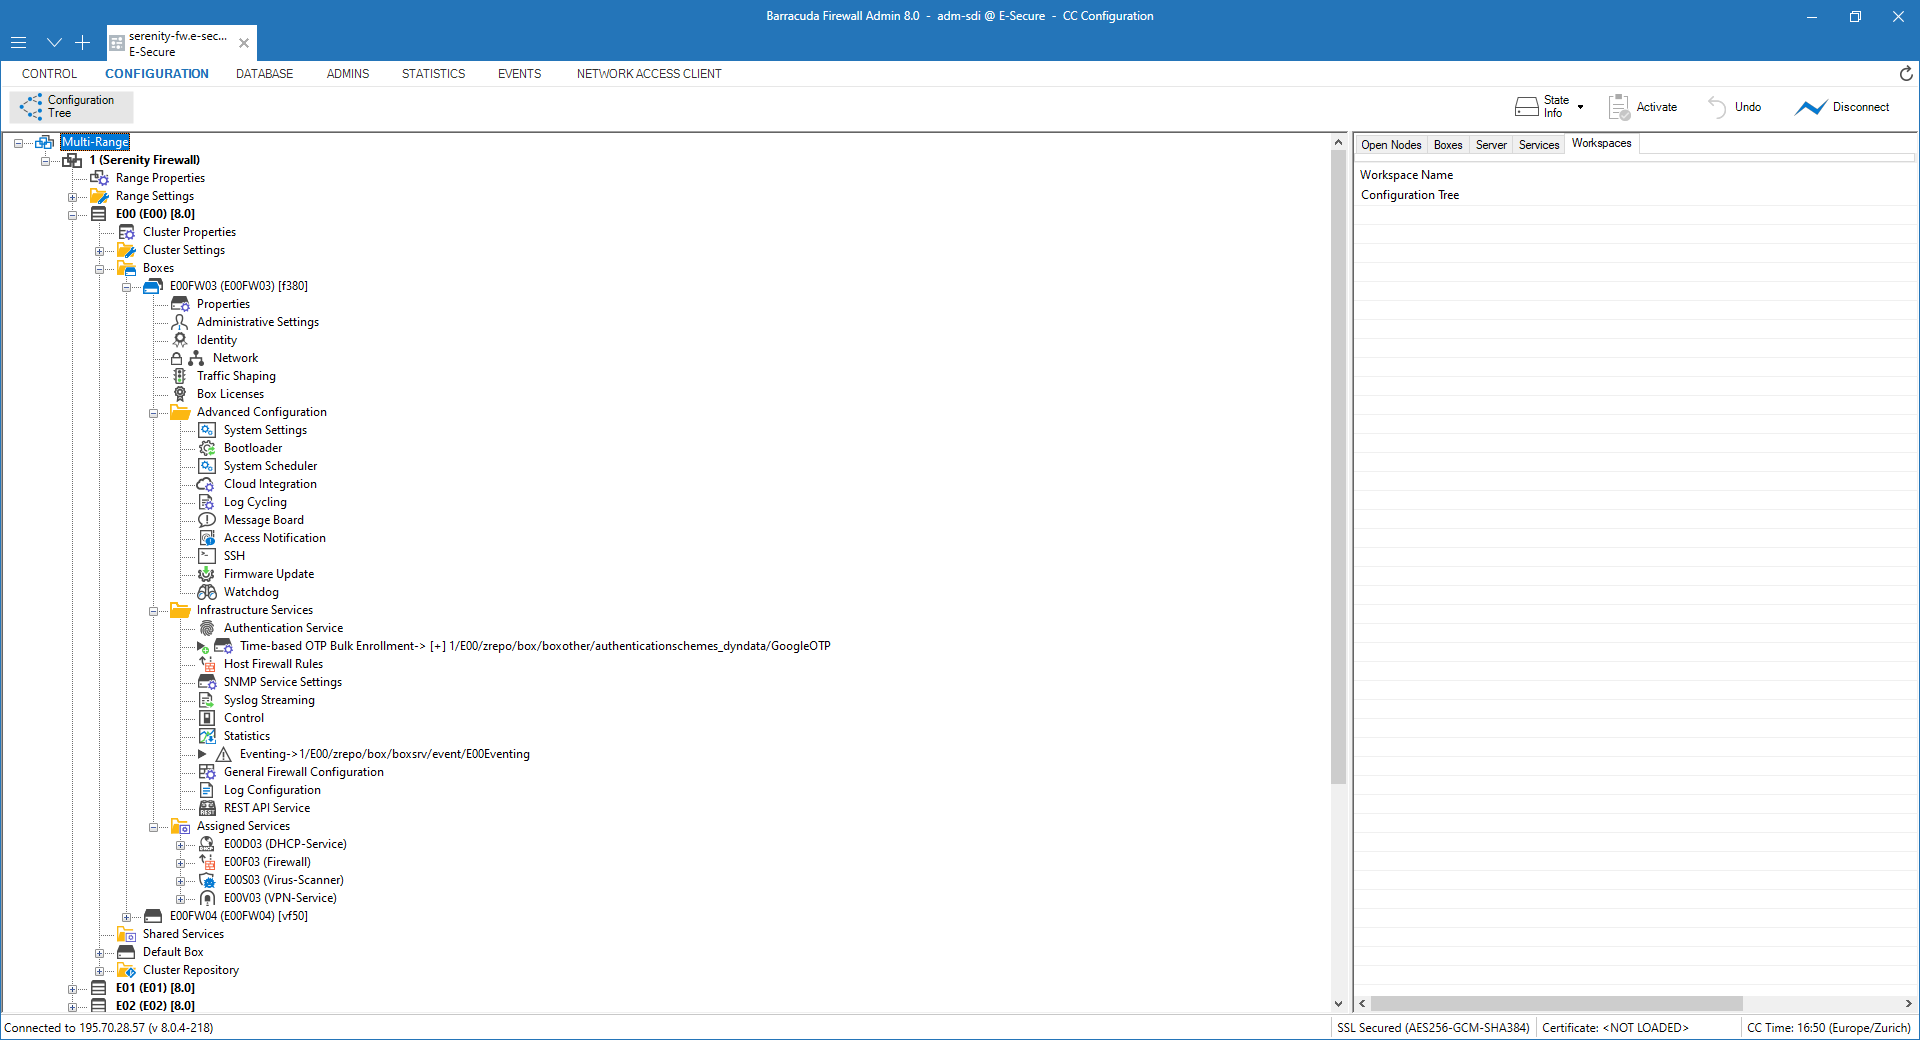 Barracuda Firewall Admin 8.0 - adm-sdi @ E-Secure - CC Configuration
serenity-fw.e-sec...
E-Secure
CONTROL CONFIGURATION DATABASE ADMINS STATISTICS EVENTS NETWORK ACCESS CLIENT
Configuration
Tree
State
Info
Activate
Undo
Disconnect
Multi-Range
1 (Serenity Firewall)
Range Properties
Range Settings
E00 (E00) [8.0]
Cluster Properties
Cluster Settings
Boxes
E00FW03 (E00FW03) [f380]
Properties
Administrative Settings
Identity
Network
Traffic Shaping
Box Licenses
Advanced Configuration
System Settings
Bootloader
System Scheduler
Cloud Integration
Log Cycling
Message Board
Access Notification
SSH
Firmware Update
Watchdog
Infrastructure Services
Authentication Service
Time-based OTP Bulk Enrollment-> [+] 1/E00/zrepo/box/boxother/authenticationschemes_dyndata/GoogleOTP
Host Firewall Rules
SNMP Service Settings
Syslog Streaming
Control
Statistics
Eventing->1/E00/zrepo/box/boxsrv/event/E00Eventing
General Firewall Configuration
Log Configuration
REST API Service
Assigned Services
E00D03 (DHCP-Service)
E00F03 (Firewall)
E00S03 (Virus-Scanner)
E00V03 (VPN-Service)
E00FW04 (E00FW04) [vf50]
Shared Services
Default Box
Cluster Repository
E01 (E01) [8.0]
E02 (E02) [8.0]
Open Nodes Boxes Server Services Workspaces
Workspace Name
Configuration Tree
Connected to 195.70.28.57 (v 8.0.4-218)
SSL Secured (AES256-GCM-SHA384) Certificate: <NOT LOADED> CC Time: 16:50 (Europe/Zurich)